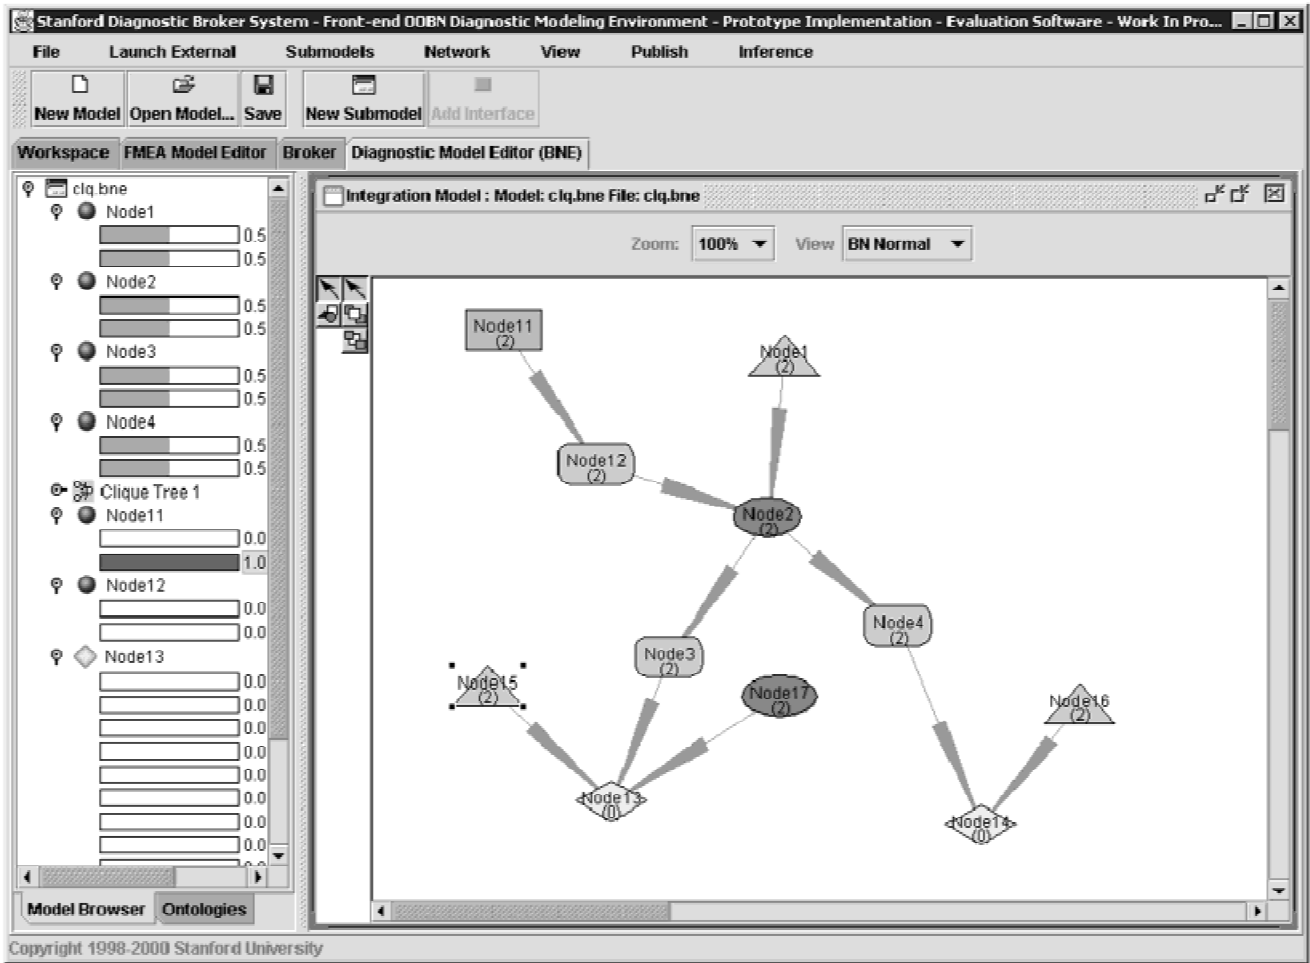 Stanford Diagnostic Broker System - Front-end OOBN Diagnostic Modeling Environment - Prototype Implementation - Evaluation Software - Work In Pro...
File Launch External Submodels Network View Publish Inference
New Model Open Model... Save New Submodel Add Interface
Workspace FMEA Model Editor Broker Diagnostic Model Editor (BNE)
clq.bne
Node1
0.5
0.5
Node2
0.5
0.5
Node3
0.5
0.5
Node4
0.5
0.5
Clique Tree 1
Node11
0.0
1.0
Node12
0.0
0.0
Node13
0.0
0.0
0.0
0.0
0.0
0.0
0.0
0.0
Model Browser Ontologies
Integration Model : Model: clq.bne File: clq.bne
Zoom: 100% View BN Normal
Node11
(2)
Node1
(2)
Node12
(2)
Node2
(2)
Node4
(2)
Node3
(2)
Node15
(2)
Node17
(2)
Node16
(2)
Node13
(0)
Node14
(0)
Copyright 1998-2000 Stanford University